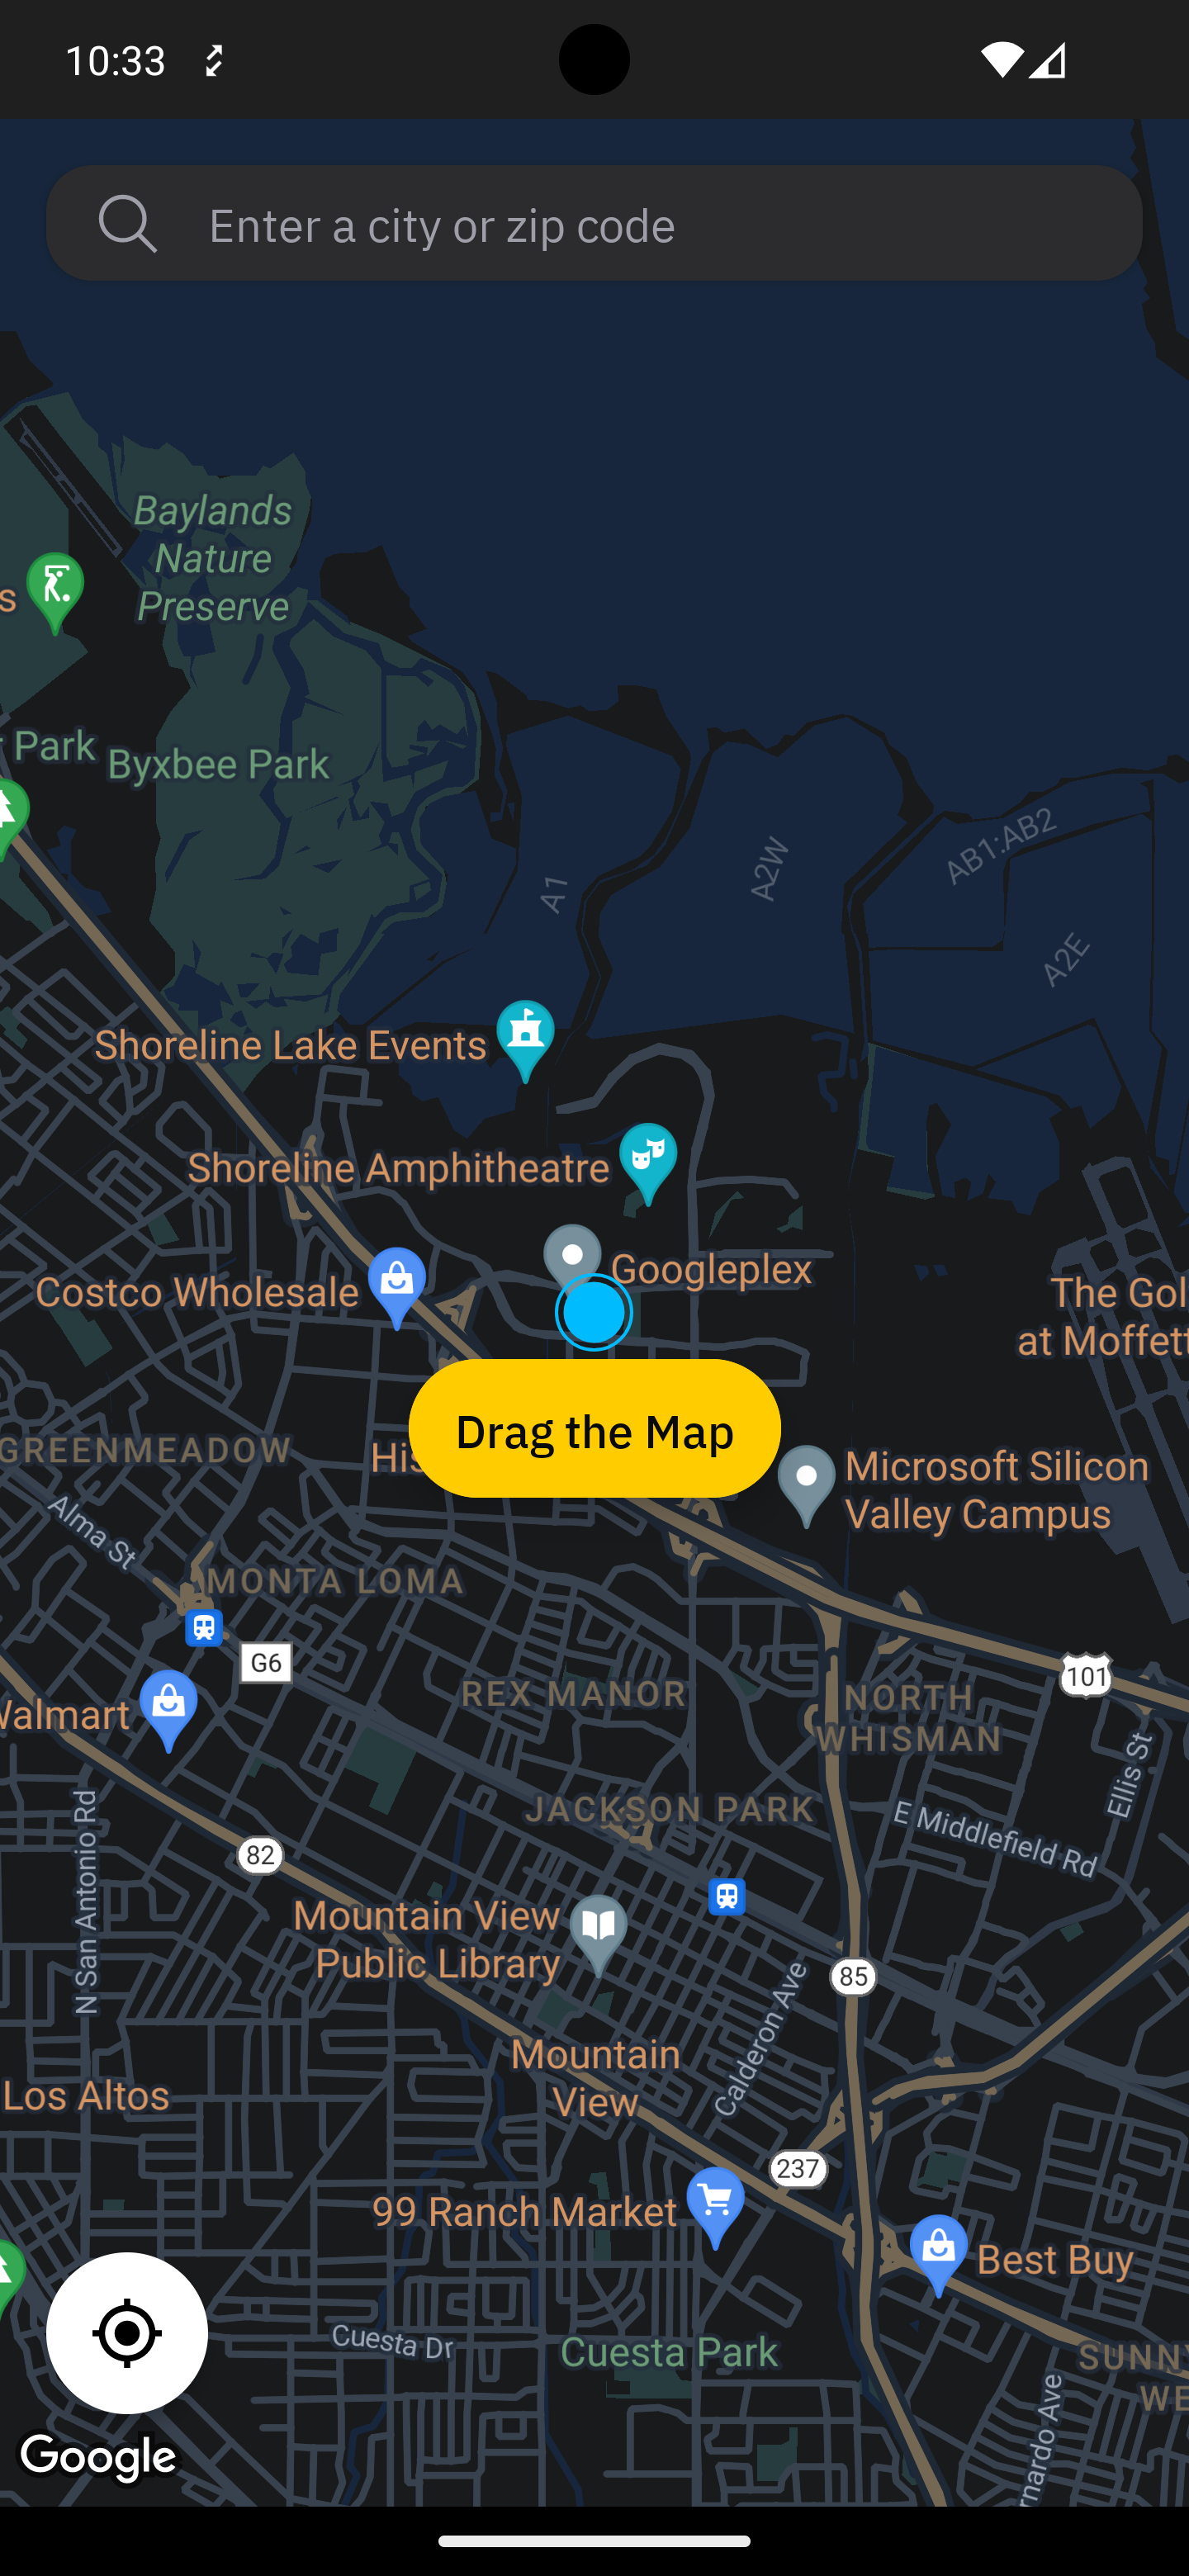 10:33
Enter a city or zip code
Baylands
Nature
Preserve
s
Park
Byxbee Park
A1
A2W
AB1:AB2
A2E
Shoreline Lake Events
Shoreline Amphitheatre
Googleplex
Costco Wholesale
The Gol
at Moffett
Drag the Map
GREENMEADOW
His
Microsoft Silicon
Valley Campus
Alma St
MONTA LOMA
G6
101
Walmart
REX MANOR
NORTH
WHISMAN
Ellis St
JACKSON PARK
E Middlefield Rd
N San Antonio Rd
82
Mountain View
Public Library
85
Calderon Ave
Mountain
View
Los Altos
237
99 Ranch Market
Best Buy
Cuesta Dr
Cuesta Park
SUNNY
WE
rnardo Ave
Google